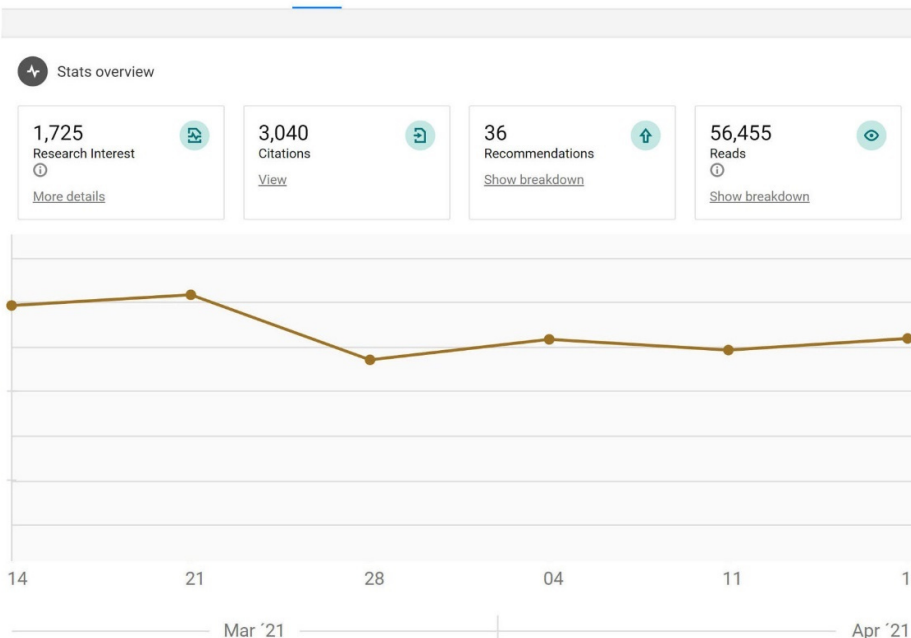 Stats overview
1,725
Research Interest
More details
3,040
Citations
View
36
Recommendations
Show breakdown
56,455
Reads
Show breakdown
14 21 28 04 11 1
Mar ´21 Apr ´21